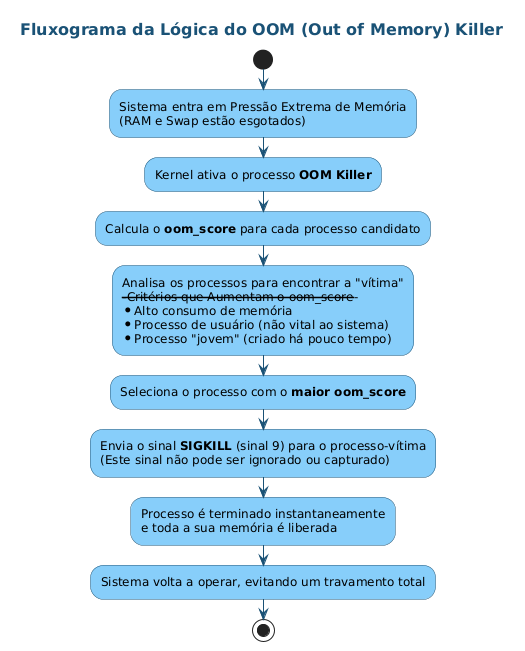 Fluxograma da Lógica do OOM (Out of Memory) Killer
Sistema entra em Pressão Extrema de Memória
(RAM e Swap estão esgotados)
Kernel ativa o processo OOM Killer
Calcula o oom_score para cada processo candidato
Analisa os processos para encontrar a "vítima"
Critérios que Aumentam o oom_score
• Alto consumo de memória
• Processo de usuário (não vital ao sistema)
• Processo "jovem" (criado há pouco tempo)
Seleciona o processo com o maior oom_score
Envia o sinal SIGKILL (sinal 9) para o processo-vítima
(Este sinal não pode ser ignorado ou capturado)
Processo é terminado instantaneamente
e toda a sua memória é liberada
Sistema volta a operar, evitando um travamento total